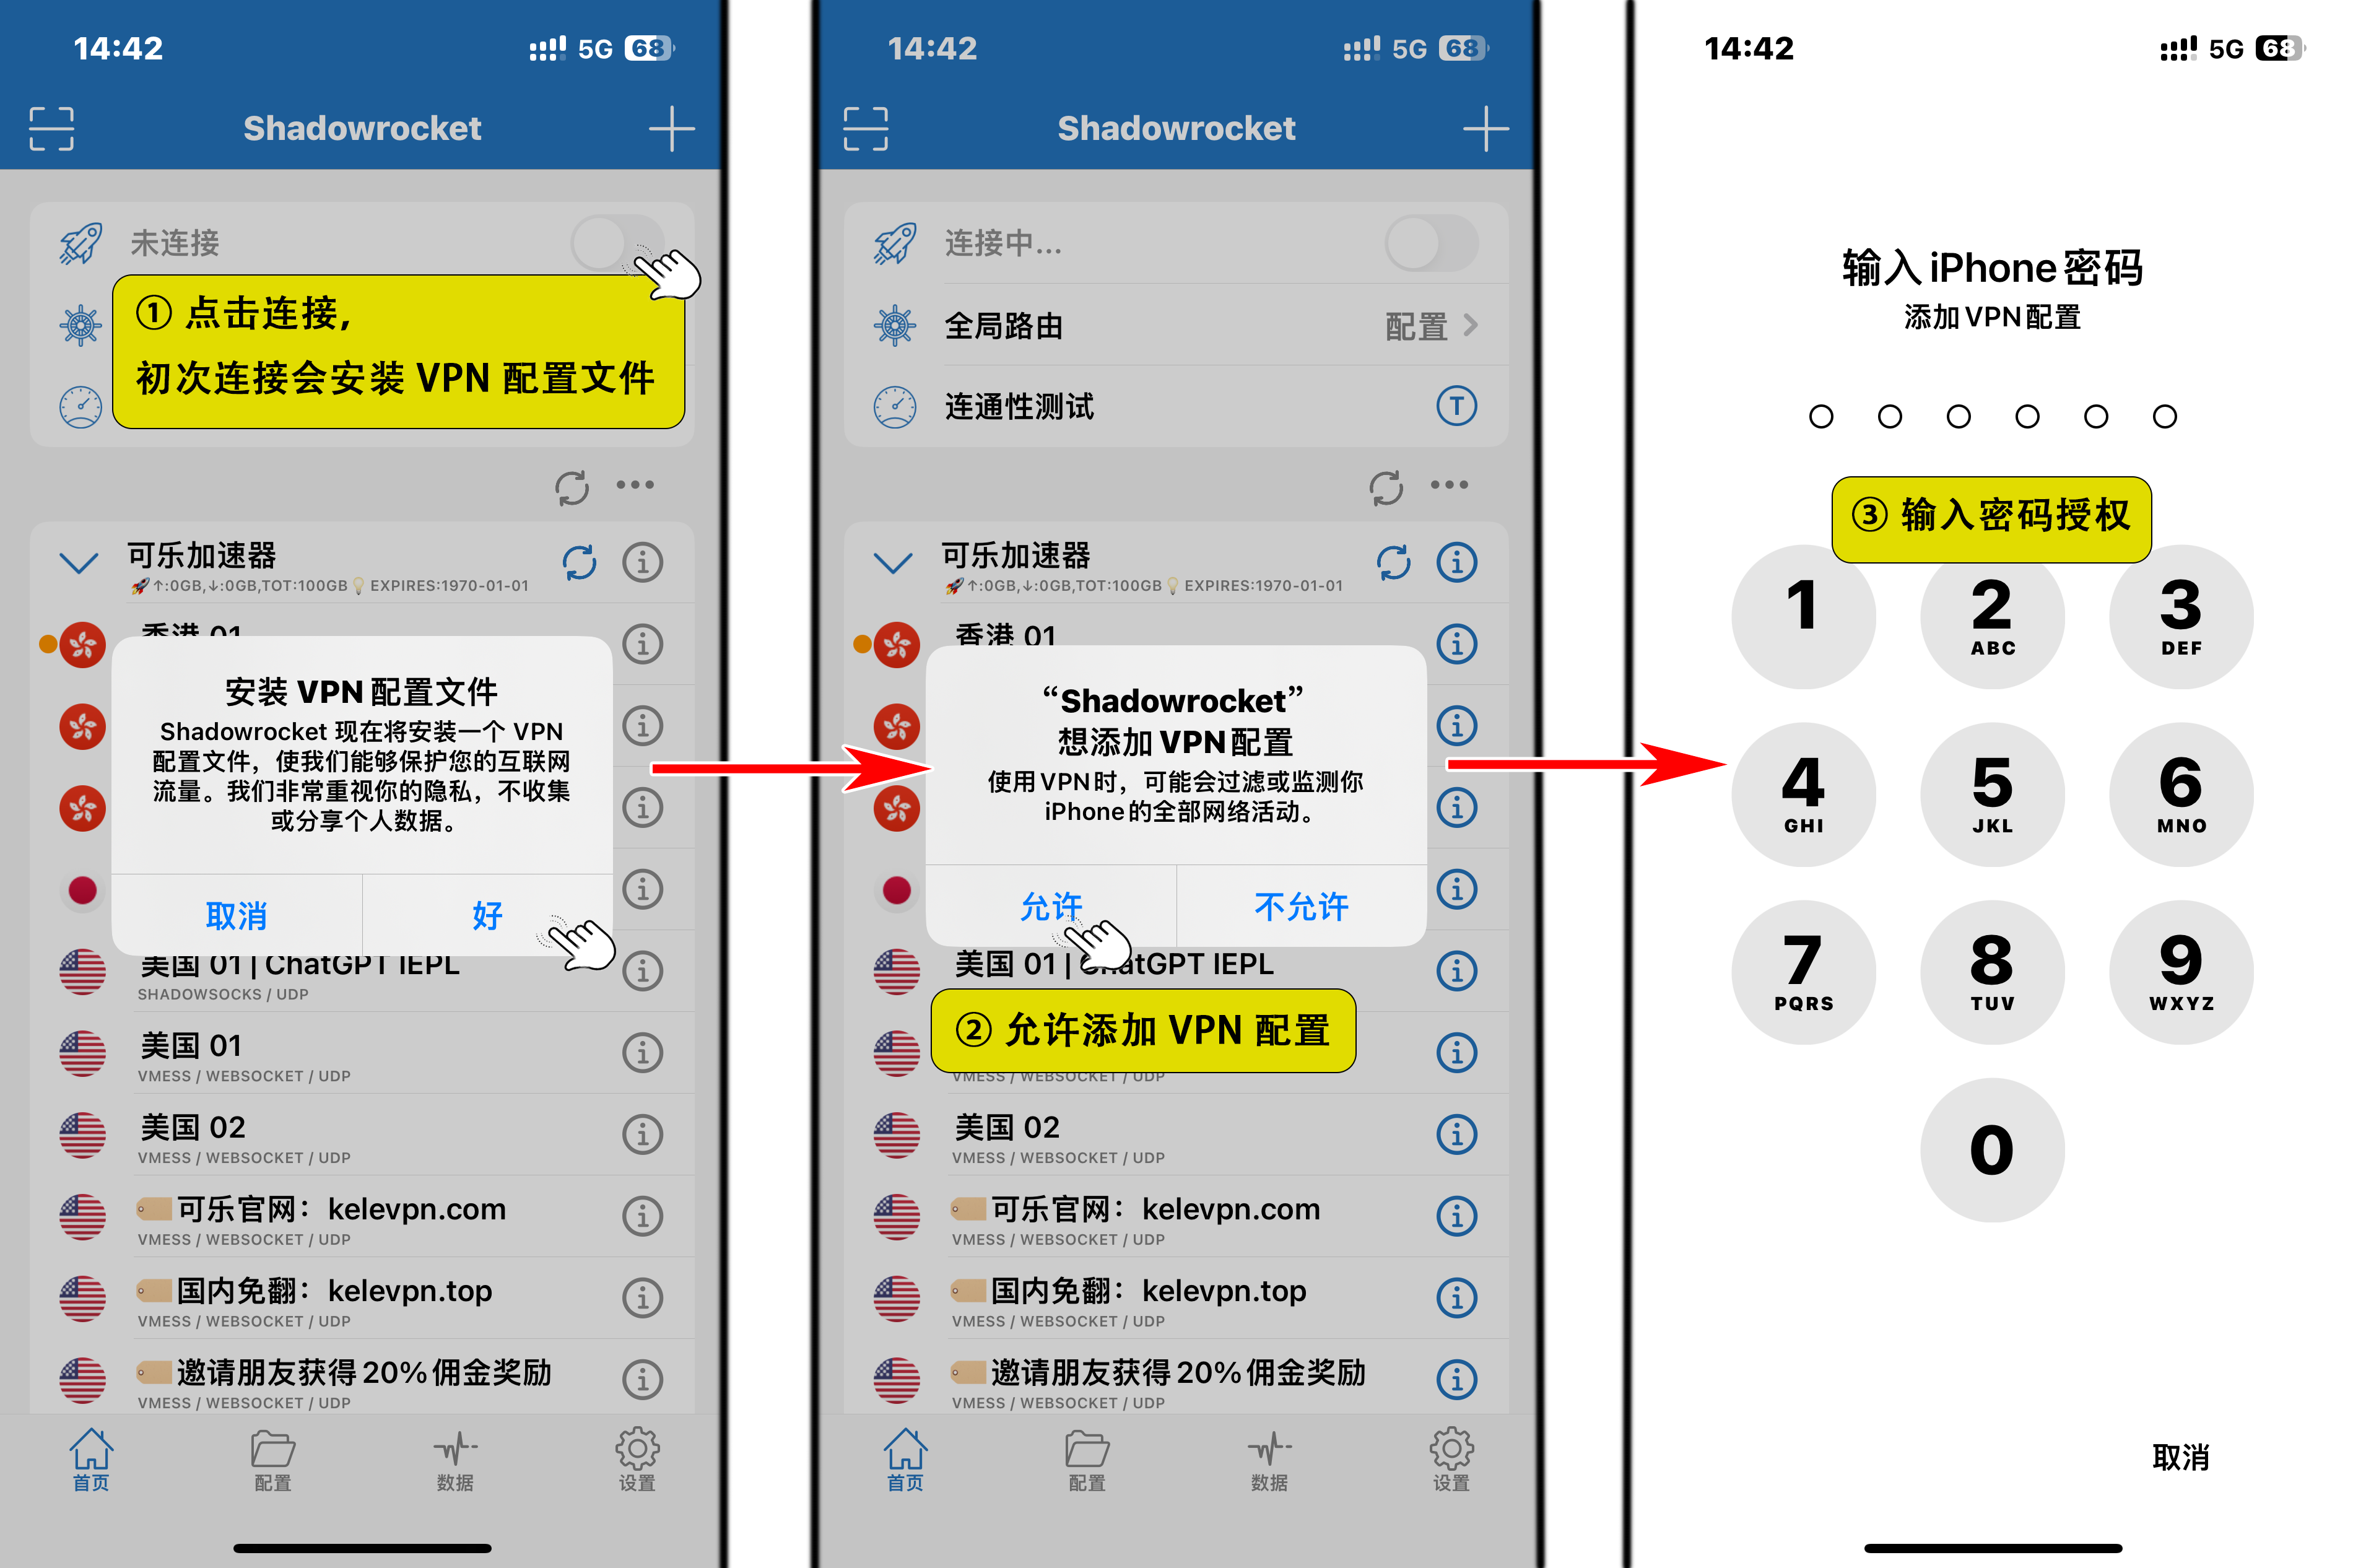 14:42
5G 68
Shadowrocket
未连接
① 点击连接,
初次连接会安装 VPN 配置文件
可乐加速器
🚀↑:0GB,↓:0GB,TOT:100GB💡EXPIRES:1970-01-01
香港 01
安装 VPN 配置文件
Shadowrocket 现在将安装一个 VPN
配置文件，使我们能够保护您的互联网
流量。我们非常重视你的隐私，不收集
或分享个人数据。
取消
好
美国 01 | ChatGPT IEPL
SHADOWSOCKS / UDP
美国 01
VMESS / WEBSOCKET / UDP
美国 02
VMESS / WEBSOCKET / UDP
可乐官网：kelevpn.com
VMESS / WEBSOCKET / UDP
国内免翻：kelevpn.top
VMESS / WEBSOCKET / UDP
邀请朋友获得20%佣金奖励
VMESS / WEBSOCKET / UDP
首页
配置
数据
设置
14:42
5G 68
Shadowrocket
连接中...
全局路由
配置
连通性测试
T
可乐加速器
🚀↑:0GB,↓:0GB,TOT:100GB💡EXPIRES:1970-01-01
香港 01
“Shadowrocket”
想添加VPN配置
使用VPN时，可能会过滤或监测你
iPhone的全部网络活动。
允许
不允许
美国 01 | ChatGPT IEPL
② 允许添加 VPN 配置
VMESS / WEBSOCKET / UDP
美国 02
VMESS / WEBSOCKET / UDP
可乐官网：kelevpn.com
VMESS / WEBSOCKET / UDP
国内免翻：kelevpn.top
VMESS / WEBSOCKET / UDP
邀请朋友获得20%佣金奖励
VMESS / WEBSOCKET / UDP
首页
配置
数据
设置
14:42
5G 68
输入iPhone密码
添加VPN配置
③ 输入密码授权
1
2
ABC
3
DEF
4
GHI
5
JKL
6
MNO
7
PQRS
8
TUV
9
WXYZ
0
取消